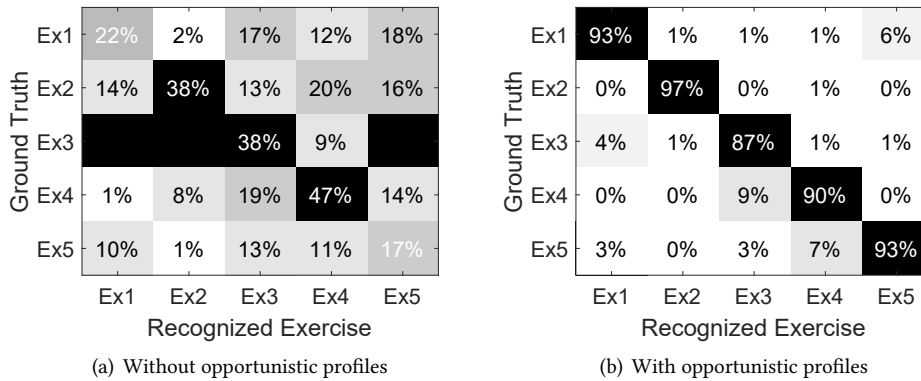 Ex1 22% 2% 17% 12% 18%
Ex2 14% 38% 13% 20% 16%
Ex3 38% 9%
Ex4 1% 8% 19% 47% 14%
Ex5 10% 1% 13% 11% 17%
Ex1 Ex2 Ex3 Ex4 Ex5
Ground Truth
Recognized Exercise
(a) Without opportunistic profiles
Ex1 93% 1% 1% 1% 6%
Ex2 0% 97% 0% 1% 0%
Ex3 4% 1% 87% 1% 1%
Ex4 0% 0% 9% 90% 0%
Ex5 3% 0% 3% 7% 93%
Ex1 Ex2 Ex3 Ex4 Ex5
Ground Truth
Recognized Exercise
(b) With opportunistic profiles